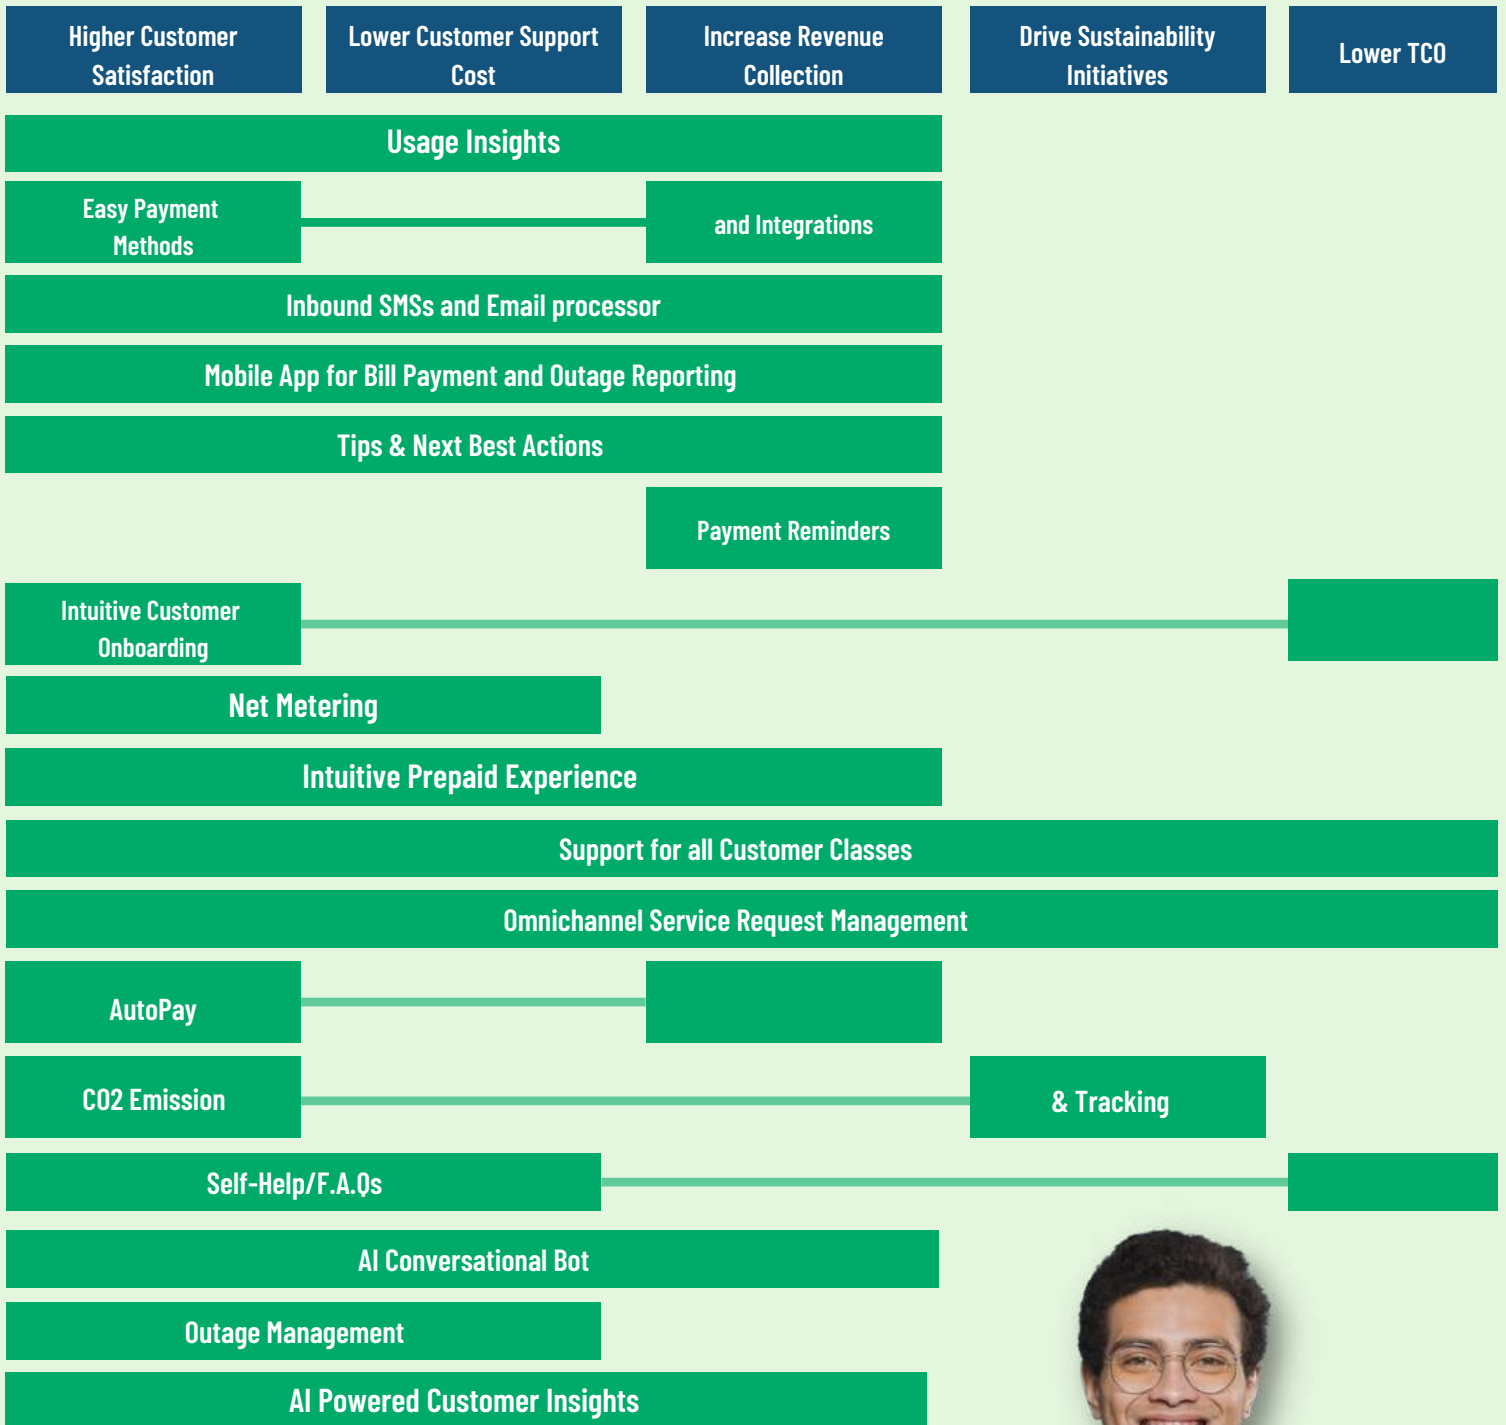 Higher Customer
Satisfaction
Lower Customer Support
Cost
Increase Revenue
Collection
Drive Sustainability
Initiatives
Lower TCO
Usage Insights
Easy Payment
Methods
and Integrations
Inbound SMSs and Email processor
Mobile App for Bill Payment and Outage Reporting
Tips & Next Best Actions
Payment Reminders
Intuitive Customer
Onboarding
Net Metering
Intuitive Prepaid Experience
Support for all Customer Classes
Omnichannel Service Request Management
AutoPay
CO2 Emission
& Tracking
Self-Help/F.A.Qs
AI Conversational Bot
Outage Management
AI Powered Customer Insights